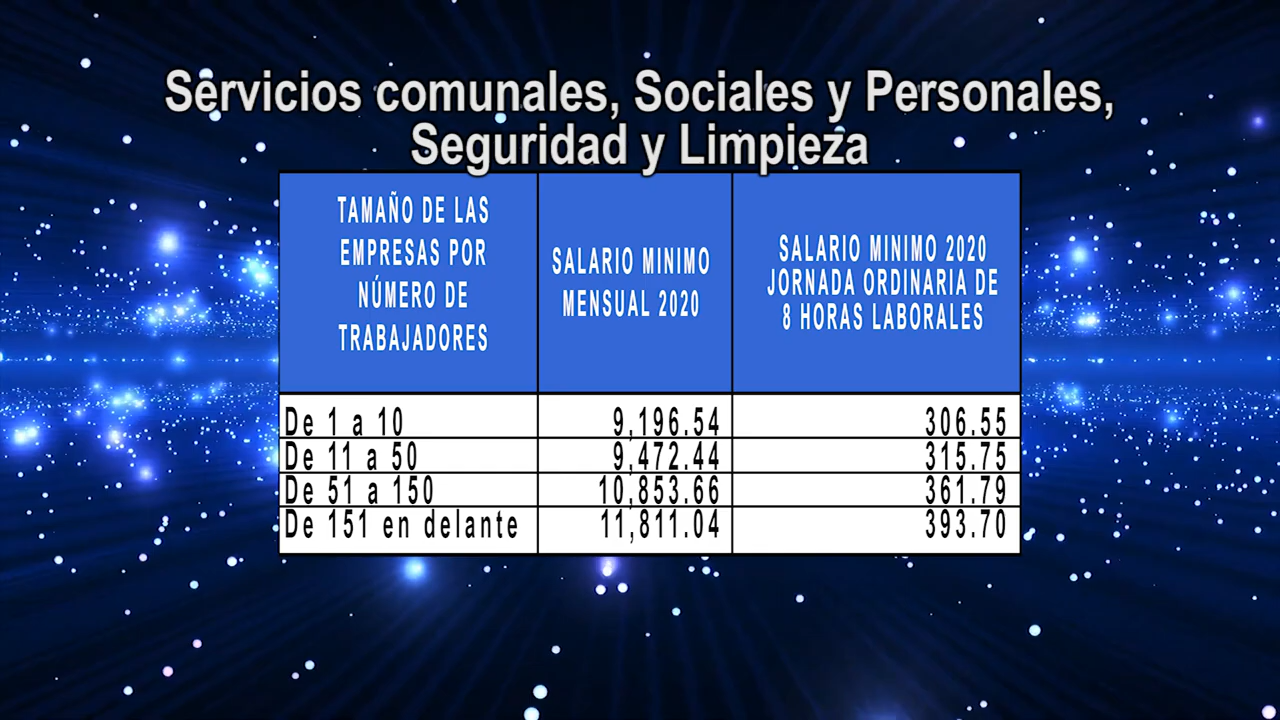 Servicios comunales, Sociales y Personales,
Seguridad y Limpieza
TAMAÑO DE LAS
EMPRESAS POR
NÚMERO DE
TRABAJADORES
SALARIO MINIMO
MENSUAL 2020
SALARIO MINIMO 2020
JORNADA ORDINARIA DE
8 HORAS LABORALES
De 1 a 10 9,196.54 306.55
De 11 a 50 9,472.44 315.75
De 51 a 150 10,853.66 361.79
De 151 en delante 11,811.04 393.70